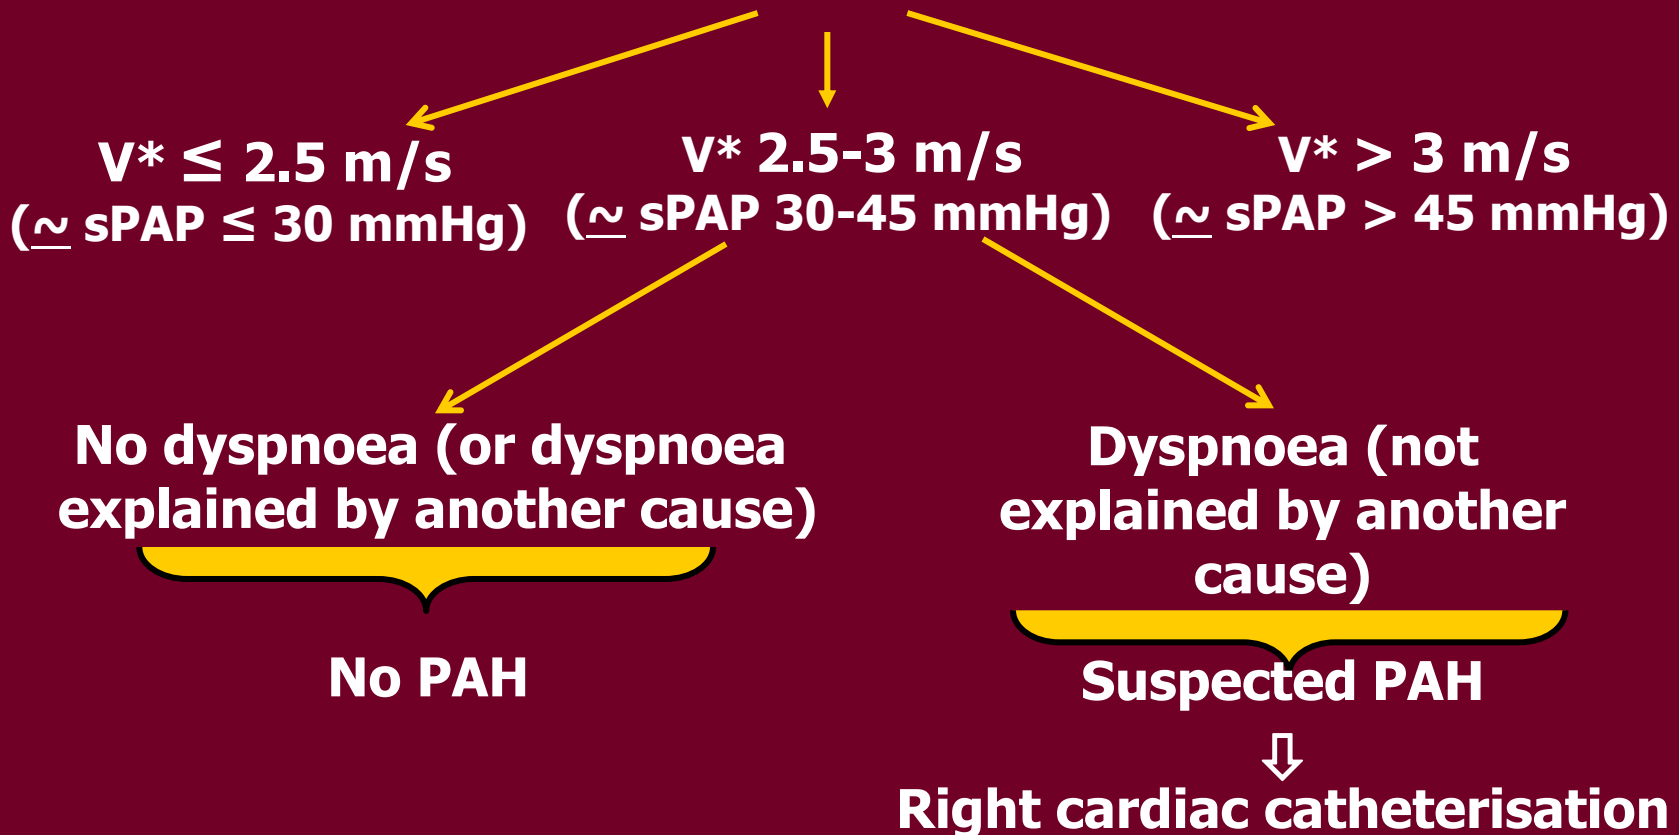 V* ≤ 2.5 m/s
(~ sPAP ≤ 30 mmHg)
V* 2.5-3 m/s
(~ sPAP 30-45 mmHg)
V* > 3 m/s
(~ sPAP > 45 mmHg)
No dyspnoea (or dyspnoea
explained by another cause)
Dyspnoea (not
explained by another
cause)
No PAH
Suspected PAH
Right cardiac catheterisation